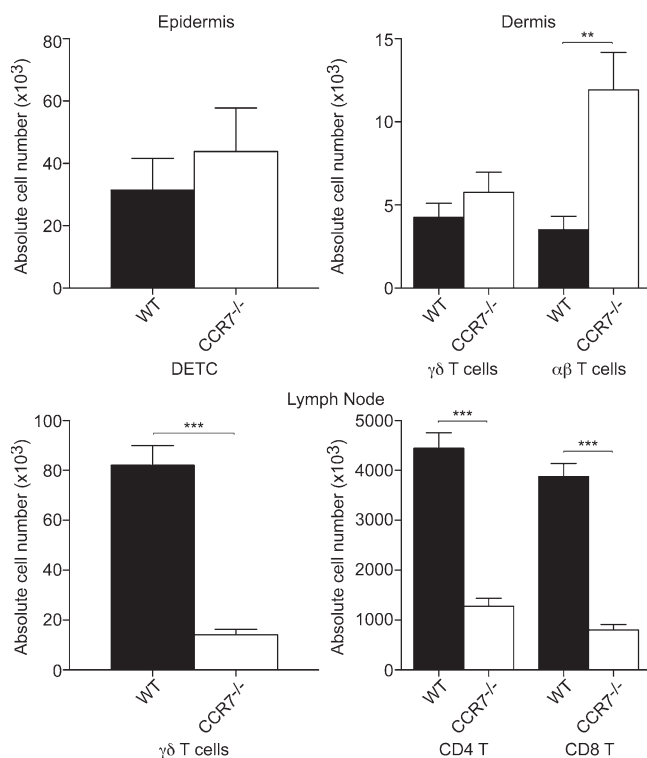 Epidermis
Absolute cell number (x10³)
80
60
40
20
0
WT
CCR7-/-
DETC
Dermis
Absolute cell number (x10³)
15
10
5
0
**
WT
CCR7-/-
WT
CCR7-/-
γδ T cells
αβ T cells
Lymph Node
Absolute cell number (x10³)
100
80
60
40
20
0
***
WT
CCR7-/-
γδ T cells
Absolute cell number (x10³)
5000
4000
3000
2000
1000
0
***
***
WT
CCR7-/-
WT
CCR7-/-
CD4 T
CD8 T